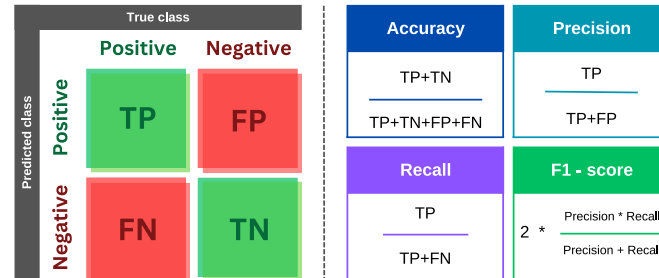 True class
Positive Negative
Predicted class
Positive
TP FP
Negative
FN TN
Accuracy
TP+TN
TP+TN+FP+FN
Precision
TP
TP+FP
Recall
TP
TP+FN
F1 - score
2 *
Precision * Recall
Precision + Recal